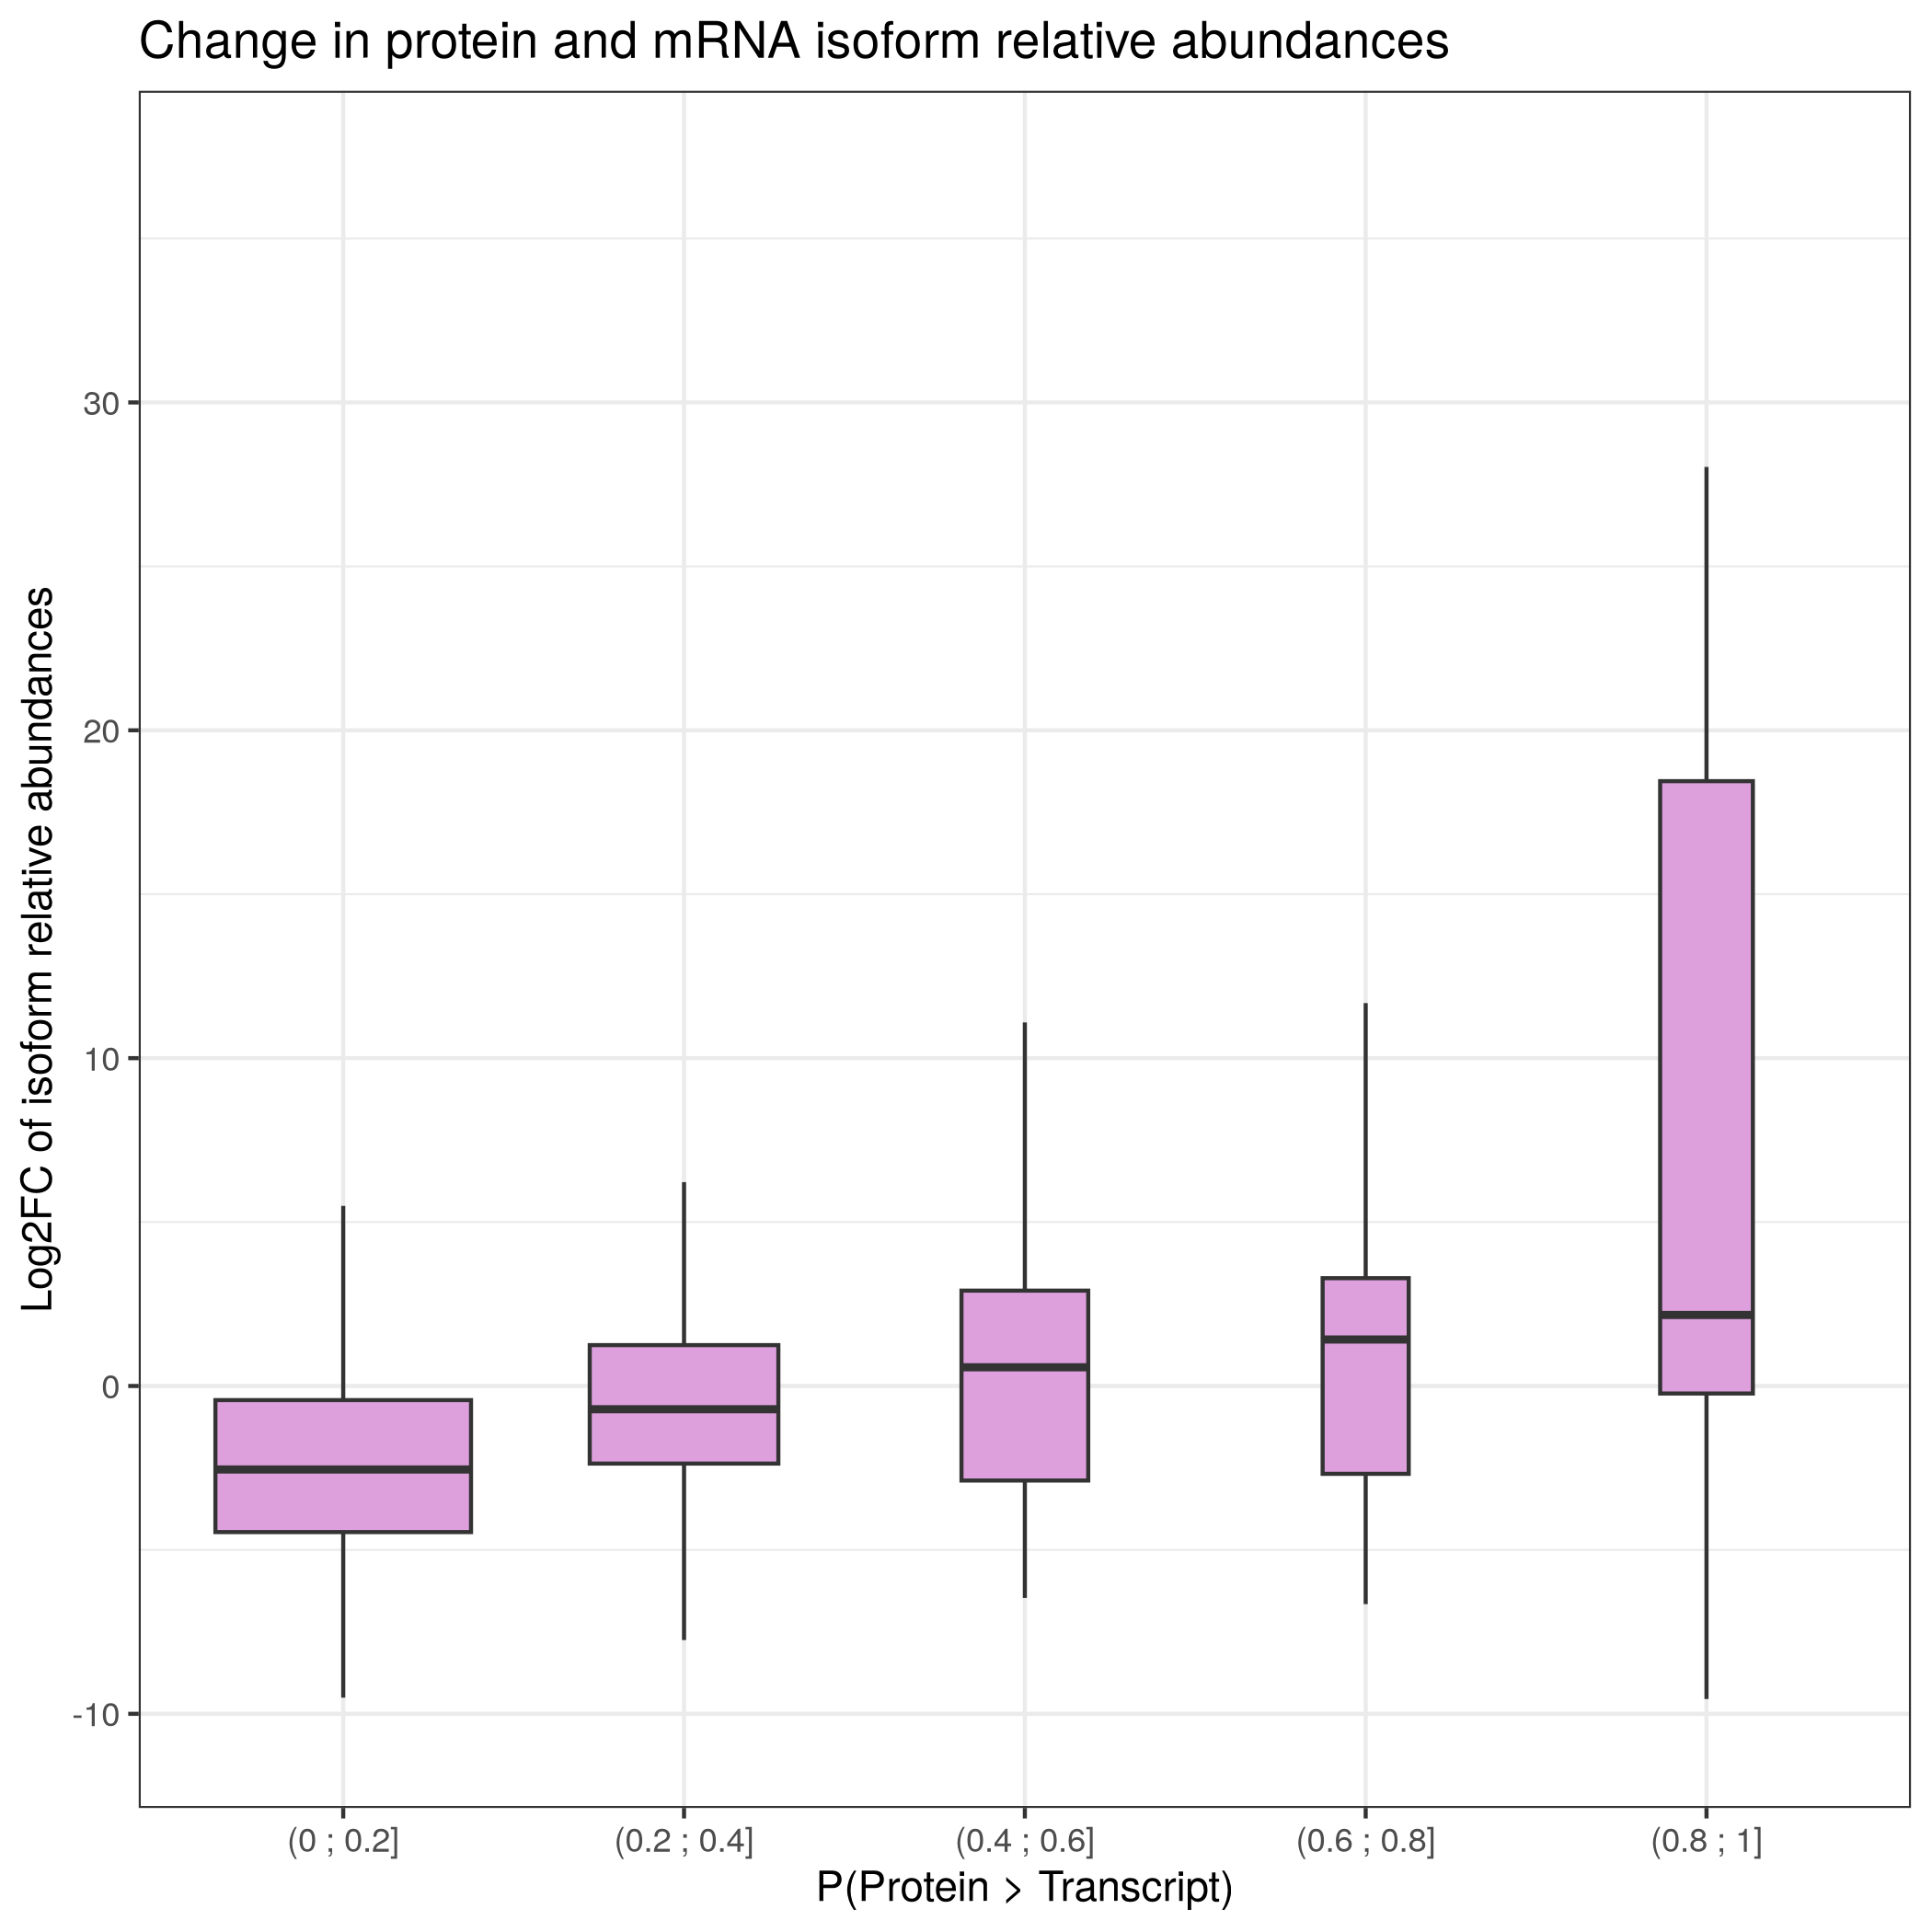 Change in protein and mRNA isoform relative abundances
Log2FC of isoform relative abundances
30
20
10
0
-10
(0 ; 0.2]
(0.2 ; 0.4]
(0.4 ; 0.6]
(0.6 ; 0.8]
(0.8 ; 1]
P(Protein > Transcript)